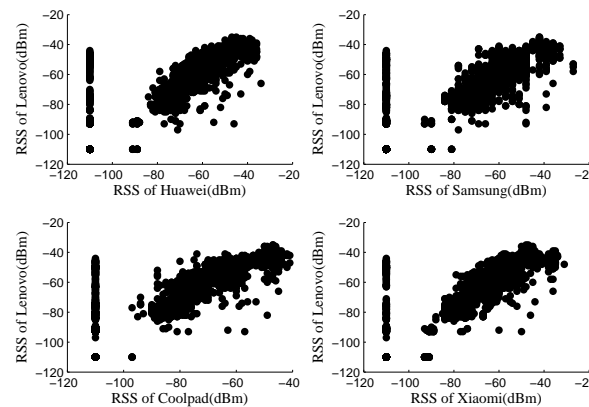 −20
−40
−60
−80
−100
−120
−120 −100 −80 −60 −40 −20
RSS of Lenovo(dBm)
RSS of Huawei(dBm)
−20
−40
−60
−80
−100
−120
−120 −100 −80 −60 −40 −20
RSS of Lenovo(dBm)
RSS of Samsung(dBm)
−20
−40
−60
−80
−100
−120
−120 −100 −80 −60 −40
RSS of Lenovo(dBm)
RSS of Coolpad(dBm)
−20
−40
−60
−80
−100
−120
−120 −100 −80 −60 −40 −20
RSS of Lenovo(dBm)
RSS of Xiaomi(dBm)